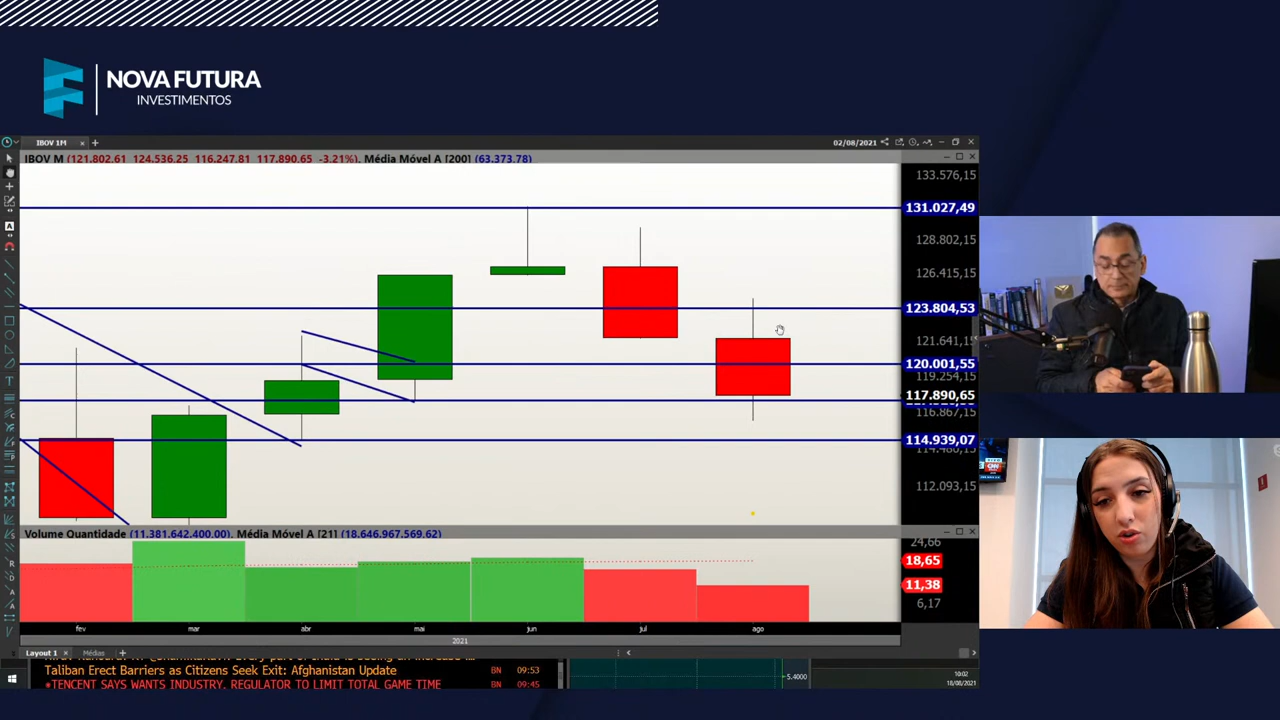 NOVA FUTURA
INVESTIMENTOS
IBOV 1M
02/08/2021
IBOV M (121.802,61 124.536,25 116.247,81 117.890,65 -3,21%), Média Móvel A [200] (63.373,78)
133.576,15
131.027,49
128.802,15
126.415,15
123.804,53
121.641,15
120.001,55
119.254,15
117.890,65
116.867,15
114.939,07
112.093,15
Volume Quantidade (11.381.642.400,00), Média Móvel A [21] (18.646.967.569,62)
24,66
18,65
11,38
6,17
fev mar abr mai jun jul ago
2021
Layout 1 Médias
Taliban Erect Barriers as Citizens Seek Exit: Afghanistan Update BN 09:53
*TENCENT SAYS WANTS INDUSTRY, REGULATOR TO LIMIT TOTAL GAME TIME BN 09:45
5.4000
10:02
18/08/2021
CNN